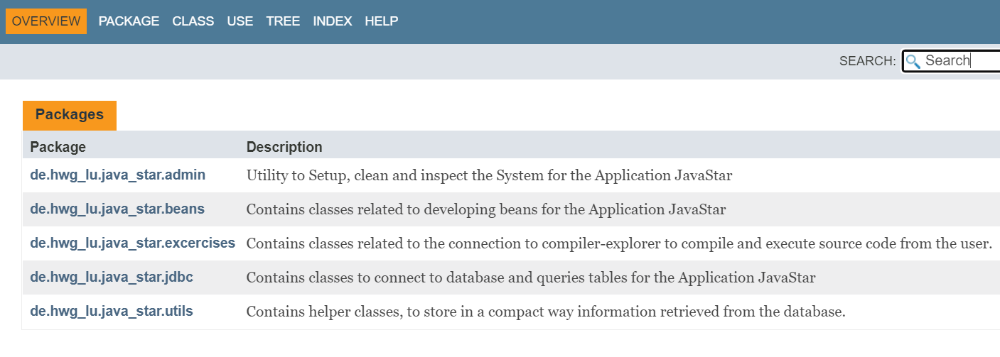 OVERVIEW PACKAGE CLASS USE TREE INDEX HELP
SEARCH: Search
Packages
Package Description
de.hwg_lu.java_star.admin Utility to Setup, clean and inspect the System for the Application JavaStar
de.hwg_lu.java_star.beans Contains classes related to developing beans for the Application JavaStar
de.hwg_lu.java_star.excercises Contains classes related to the connection to compiler-explorer to compile and execute source code from the user.
de.hwg_lu.java_star.jdbc Contains classes to connect to database and queries tables for the Application JavaStar
de.hwg_lu.java_star.utils Contains helper classes, to store in a compact way information retrieved from the database.